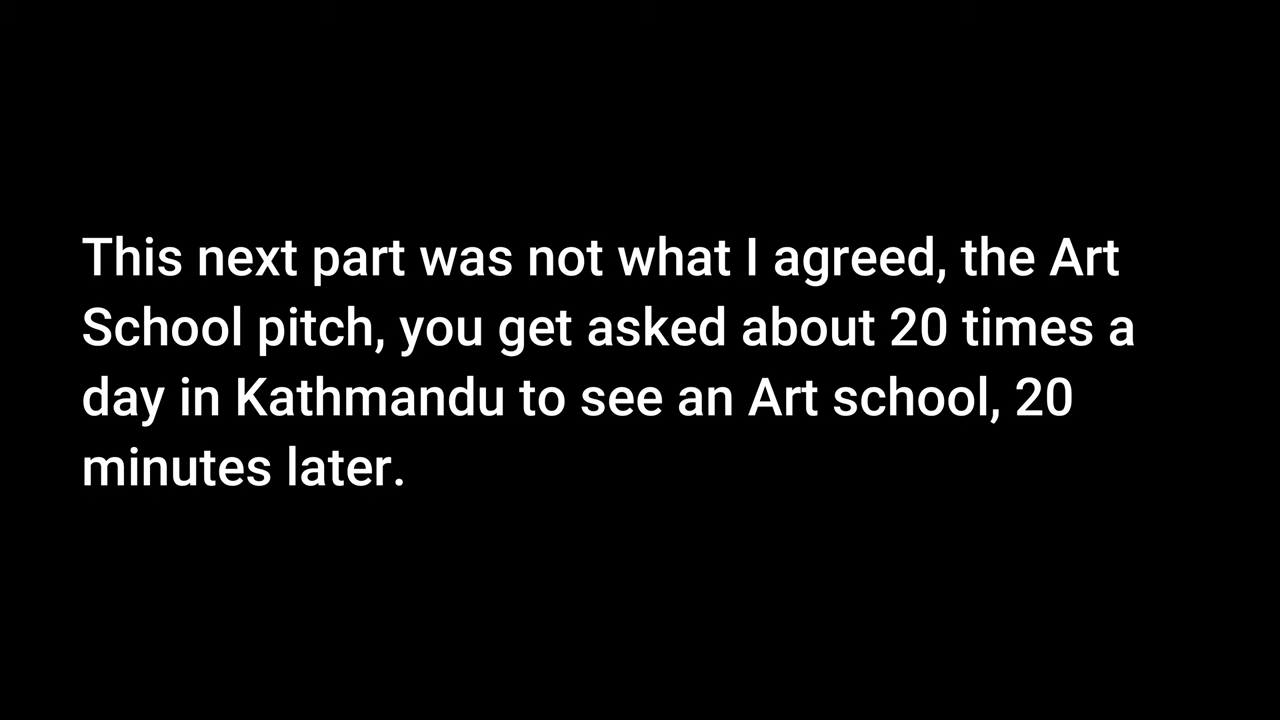 This next part was not what I agreed, the Art
School pitch, you get asked about 20 times a
day in Kathmandu to see an Art school, 20
minutes later.